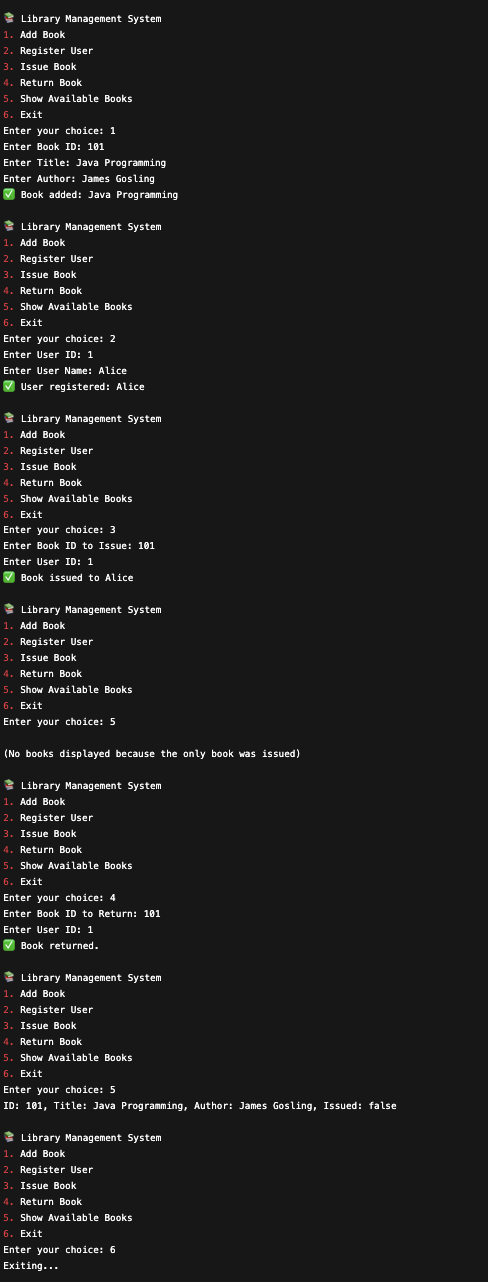 📚 Library Management System
1. Add Book
2. Register User
3. Issue Book
4. Return Book
5. Show Available Books
6. Exit
Enter your choice: 1
Enter Book ID: 101
Enter Title: Java Programming
Enter Author: James Gosling
✅ Book added: Java Programming

📚 Library Management System
1. Add Book
2. Register User
3. Issue Book
4. Return Book
5. Show Available Books
6. Exit
Enter your choice: 2
Enter User ID: 1
Enter User Name: Alice
✅ User registered: Alice

📚 Library Management System
1. Add Book
2. Register User
3. Issue Book
4. Return Book
5. Show Available Books
6. Exit
Enter your choice: 3
Enter Book ID to Issue: 101
Enter User ID: 1
✅ Book issued to Alice

📚 Library Management System
1. Add Book
2. Register User
3. Issue Book
4. Return Book
5. Show Available Books
6. Exit
Enter your choice: 5

(No books displayed because the only book was issued)

📚 Library Management System
1. Add Book
2. Register User
3. Issue Book
4. Return Book
5. Show Available Books
6. Exit
Enter your choice: 4
Enter Book ID to Return: 101
Enter User ID: 1
✅ Book returned.

📚 Library Management System
1. Add Book
2. Register User
3. Issue Book
4. Return Book
5. Show Available Books
6. Exit
Enter your choice: 5
ID: 101, Title: Java Programming, Author: James Gosling, Issued: false

📚 Library Management System
1. Add Book
2. Register User
3. Issue Book
4. Return Book
5. Show Available Books
6. Exit
Enter your choice: 6
Exiting...